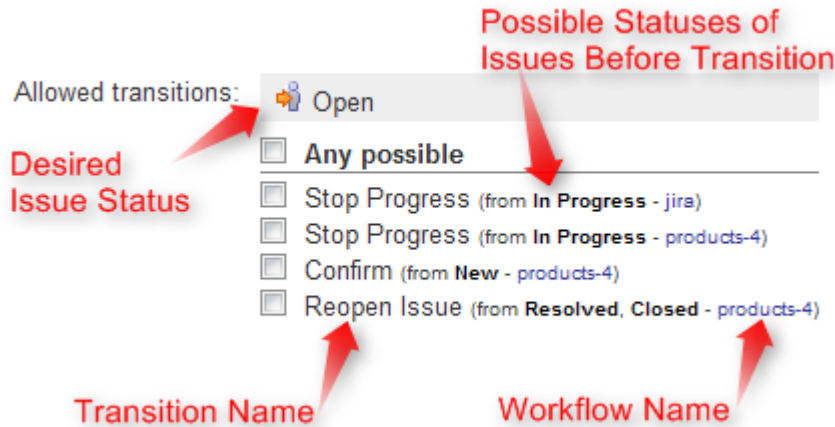 Possible Statuses of
Issues Before Transition
Allowed transitions:
Open
Desired
Issue Status
Any possible
Stop Progress (from In Progress - jira)
Stop Progress (from In Progress - products-4)
Confirm (from New - products-4)
Reopen Issue (from Resolved, Closed - products-4)
Transition Name
Workflow Name